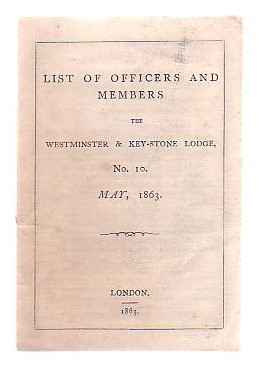 LIST OF OFFICERS AND
MEMBERS
THE
WESTMINSTER & KEY-STONE LODGE,
No. 10.
MAY, 1863.
LONDON.
1863.